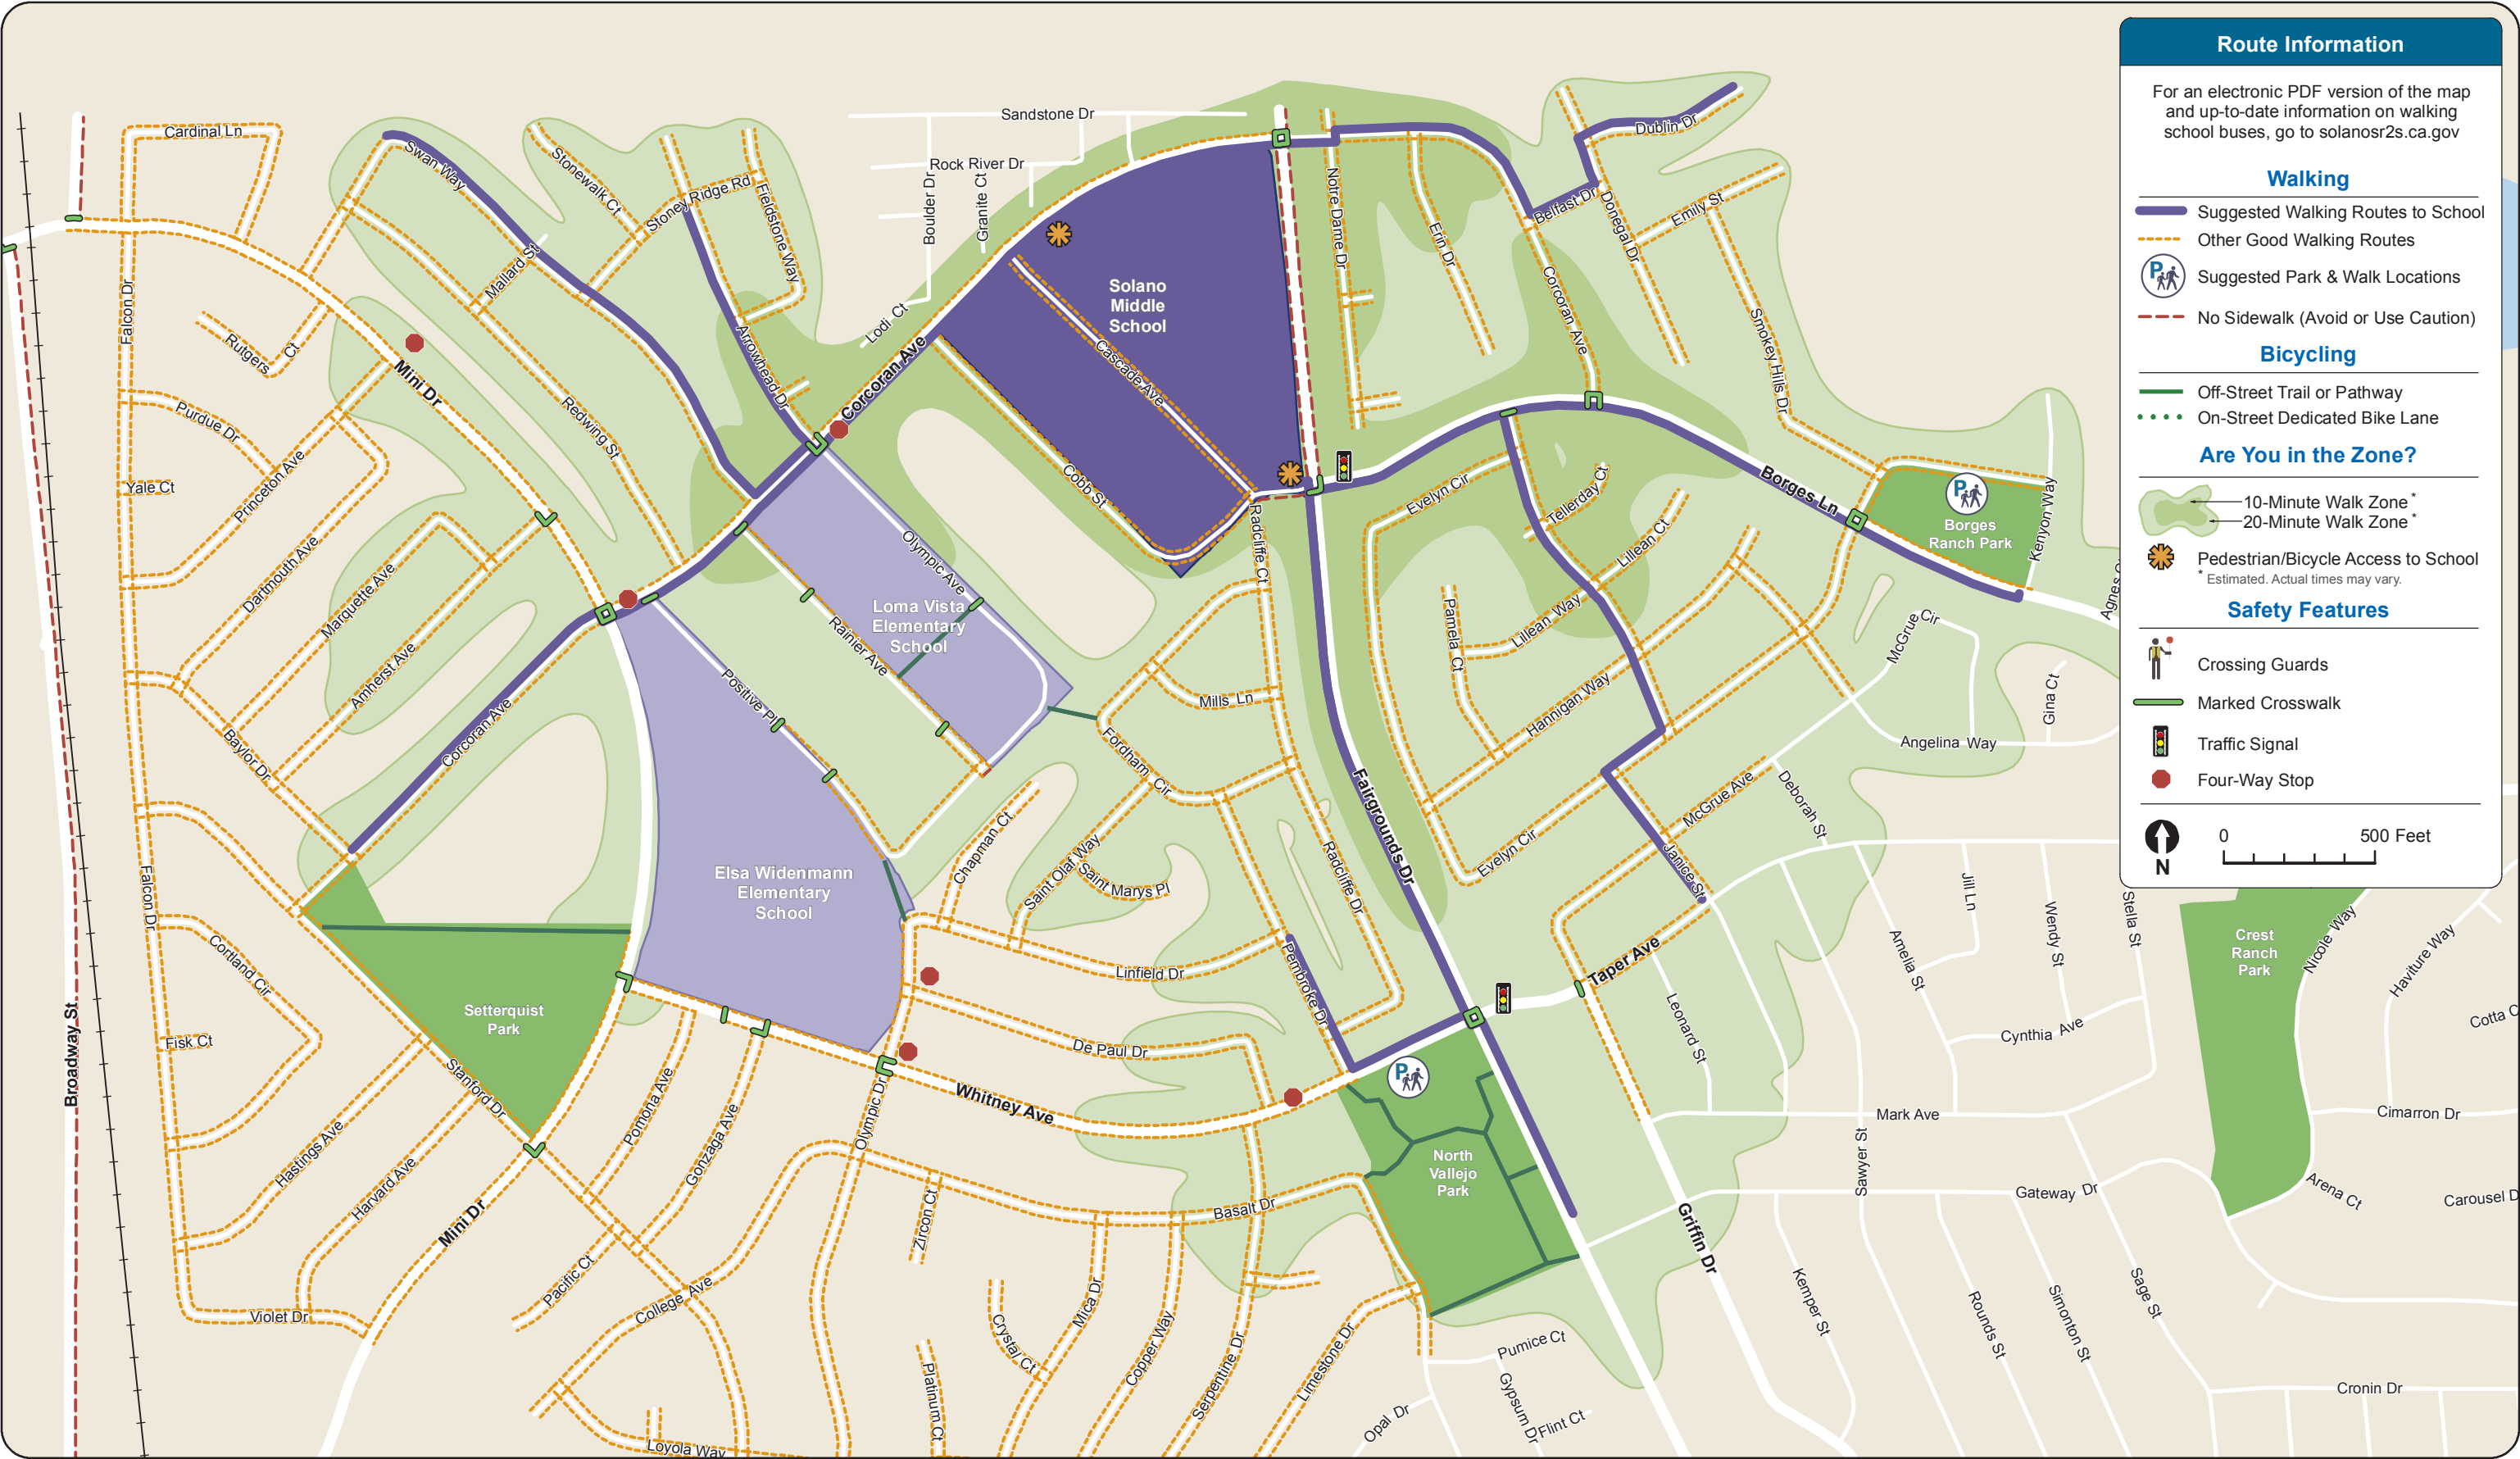 Route Information
For an electronic PDF version of the map
and up-to-date information on walking
school buses, go to solanosr2s.ca.gov
Walking
Suggested Walking Routes to School
Other Good Walking Routes
P
Suggested Park & Walk Locations
No Sidewalk (Avoid or Use Caution)
Bicycling
Off-Street Trail or Pathway
On-Street Dedicated Bike Lane
Are You in the Zone?
10-Minute Walk Zone *
20-Minute Walk Zone *
Pedestrian/Bicycle Access to School
* Estimated. Actual times may vary.
Safety Features
Crossing Guards
Marked Crosswalk
Traffic Signal
Four-Way Stop
N
0 500 Feet
Sandstone Dr
Cardinal Ln
Swan Way
Stonewalk Ct
Stoney Ridge Rd
Fieldstone Way
Rock River Dr
Boulder Dr
Granite Ct
Dublin Dr
Notre Dame Dr
Belfast Dr
Donegal Dr
Emily St
Erin Dr
Mallard St
Falcon Dr
Lodi Ct
Solano
Middle
School
Corcoran Ave
Rutgers Ct
Mini Dr
Arrowhead Dr
Corcoran Ave
Cascade Ave
Smokey Hills Dr
Purdue Dr
Redwing St
Yale Ct
Princeton Ave
Cobb St
Evelyn Cir
Tellerday Ct
Borges Ln
P
Borges
Ranch Park
Kenyon Way
Dartmouth Ave
Olympic Ave
Radcliffe Ct
Lillean Ct
Marquette Ave
Loma Vista
Elementary
School
Rainier Ave
Pamela Ct
Lillean Way
McGrue Cir
Amherst Ave
Positive Pl
Mills Ln
Hannigan Way
Gina Ct
Angelina Way
Corcoran Ave
Baylor Dr
Fordham Cir
Fairgrounds Dr
McGrue Ave
Deborah St
Chapman Ct
Evelyn Cir
Elsa Widenmann
Elementary
School
Saint Olaf Way
Saint Marys Pl
Radcliffe Dr
Janice St
Jill Ln
Falcon Dr
Wendy St
Stella St
Crest
Ranch
Park
Nicole Way
Haviture Way
Cortland Cir
Linfield Dr
Pembroke Dr
Taper Ave
Amelia St
Setterquist
Park
Broadway St
Fisk Ct
De Paul Dr
Leonard St
Cynthia Ave
Cotta C
Stanford Dr
Pomona Ave
Whitney Ave
P
Mark Ave
Cimarron Dr
Gonzaga Ave
Olympic Dr
Hastings Ave
Harvard Ave
North
Vallejo
Park
Sawyer St
Gateway Dr
Arena Ct
Carousel D
Mini Dr
Zircon Ct
Basalt Dr
Griffin Dr
Pacific Ct
College Ave
Violet Dr
Crystal Ct
Mica Dr
Copper Way
Serpentine Dr
Limestone Dr
Kemper St
Rounds St
Simonton St
Sage St
Pumice Ct
Platinum Ct
Gypsum Dr
Flint Ct
Opal Dr
Cronin Dr
Loyola Way